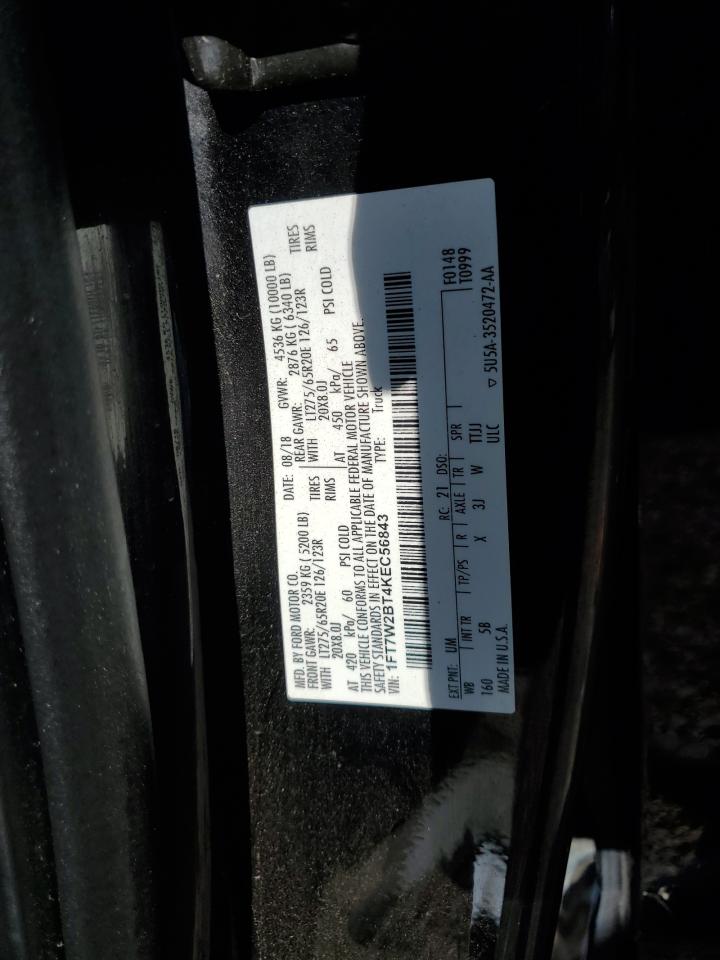 MFD. BY FORD MOTOR CO.
DATE: 08/18 GVWR: 4536 KG (10000 LB)
FRONT GAWR: 2359 KG ( 5200 LB) REAR GAWR: 2876 KG ( 6340 LB)
WITH LT275/65R20E 126/123R TIRES WITH LT275/65R20E 126/123R TIRES
20X8.0J RIMS 20X8.0J RIMS
AT 420 kPa/ 60 PSI COLD AT 450 kPa/ 65 PSI COLD
THIS VEHICLE CONFORMS TO ALL APPLICABLE FEDERAL MOTOR VEHICLE
SAFETY STANDARDS IN EFFECT ON THE DATE OF MANUFACTURE SHOWN ABOVE.
VIN: 1FT7W2BT4KEC56843 TYPE: Truck
F0148
T0999
EXT PNT: UM RC: 21 DSO:
WB INT TR TP/PS R AXLE TR SPR
160 5B X 3J W TTJJ
ULC
MADE IN U.S.A. ▽ 5U5A-3520472-AA